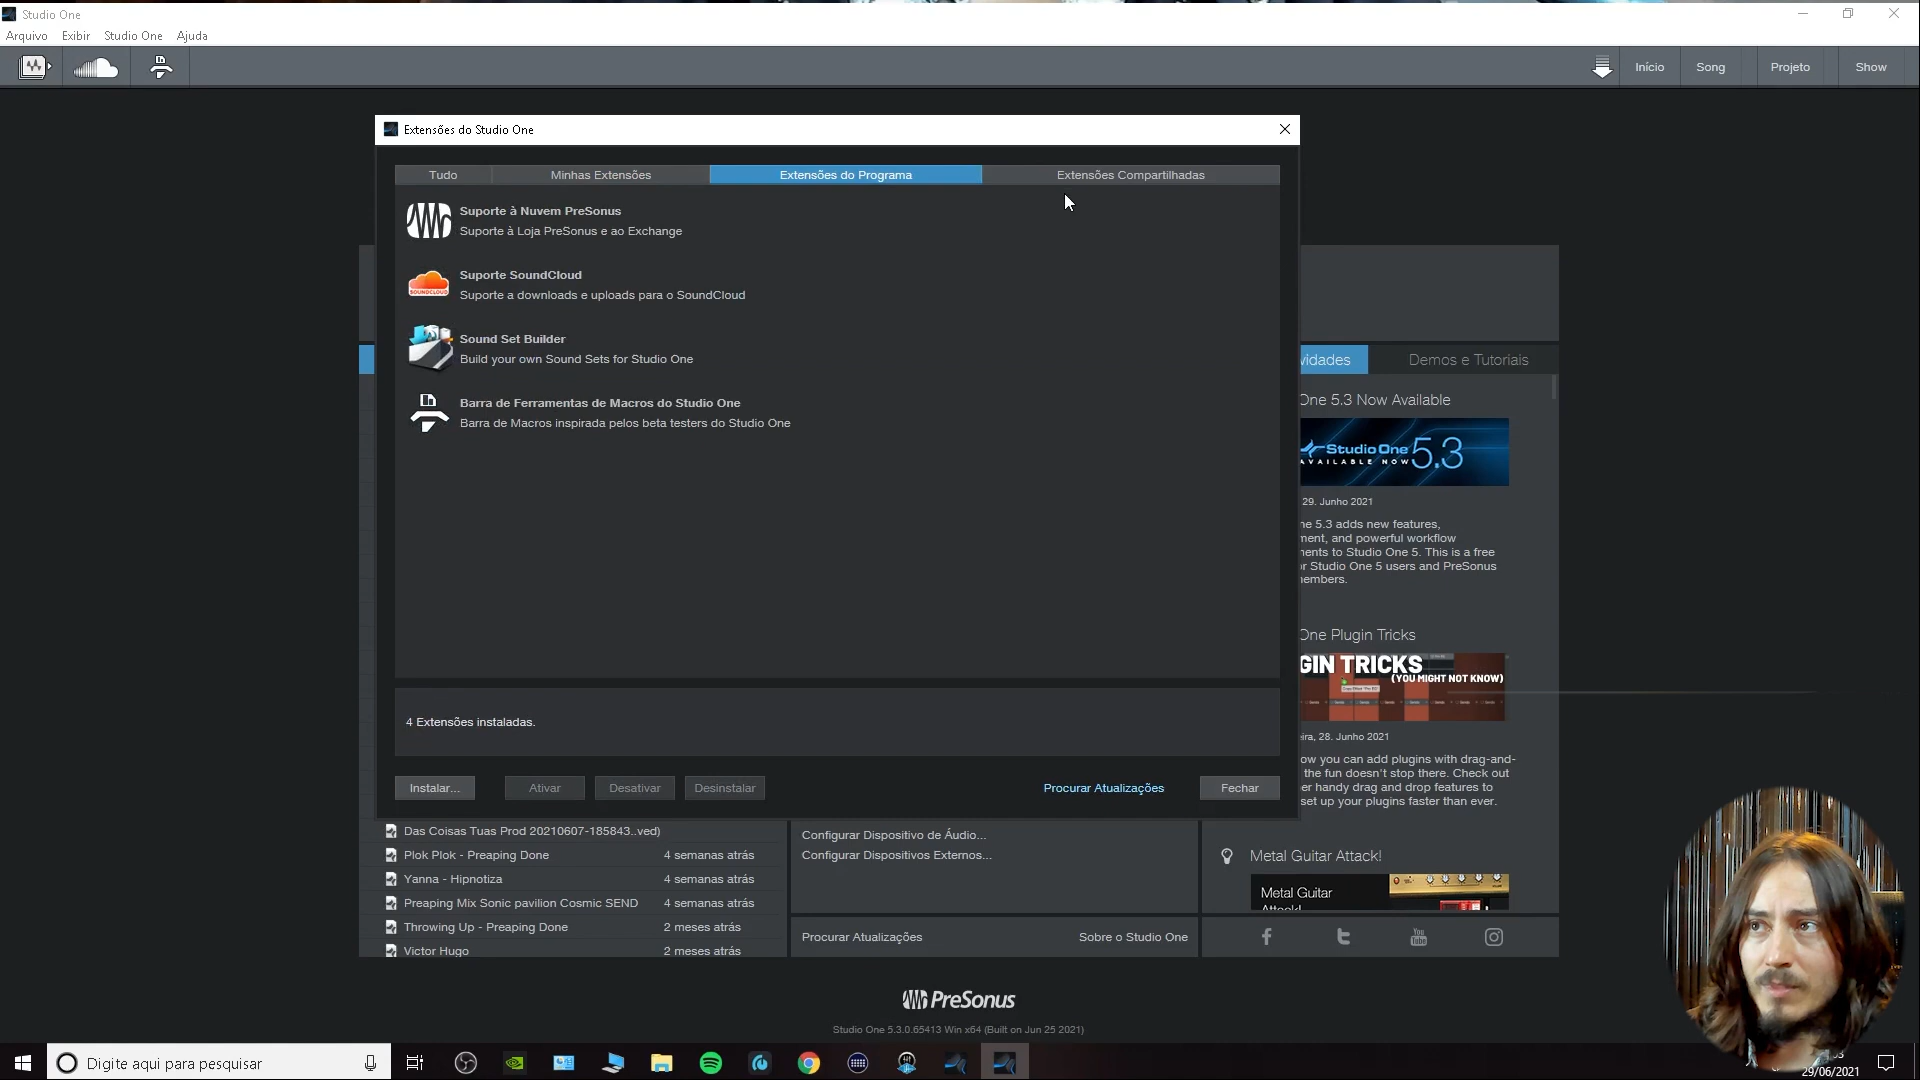 Studio One
Arquivo Exibir Studio One Ajuda
Início Song Projeto Show
Extensões do Studio One
Tudo Minhas Extensões Extensões do Programa Extensões Compartilhadas
Suporte à Nuvem PreSonus
Suporte à Loja PreSonus e ao Exchange
SOUNDCLOUD
Suporte SoundCloud
Suporte a downloads e uploads para o SoundCloud
Sound Set Builder
Build your own Sound Sets for Studio One
Barra de Ferramentas de Macros do Studio One
Barra de Macros inspirada pelos beta testers do Studio One
4 Extensões instaladas.
Instalar... Ativar Desativar Desinstalar Procurar Atualizações Fechar
vidades Demos e Tutoriais
One 5.3 Now Available
Studio One 5.3
AVAILABLE NOW
29. Junho 2021
ne 5.3 adds new features,
ment, and powerful workflow
nents to Studio One 5. This is a free
or Studio One 5 users and PreSonus
members.
One Plugin Tricks
GIN TRICKS
(YOU MIGHT NOT KNOW)
ira, 28. Junho 2021
ow you can add plugins with drag-and-
the fun doesn't stop there. Check out
er handy drag and drop features to
set up your plugins faster than ever.
Metal Guitar Attack!
Metal Guitar
Attack!
Das Coisas Tuas Prod 20210607-185843..ved)
Plok Plok - Preaping Done 4 semanas atrás
Yanna - Hipnotiza 4 semanas atrás
Preaping Mix Sonic pavilion Cosmic SEND 4 semanas atrás
Throwing Up - Preaping Done 2 meses atrás
Victor Hugo 2 meses atrás
Configurar Dispositivo de Áudio...
Configurar Dispositivos Externos...
Procurar Atualizações Sobre o Studio One
You Tube
PreSonus
Studio One 5.3.0.65413 Win x64 (Built on Jun 25 2021)
Digite aqui para pesquisar
29/06/2021